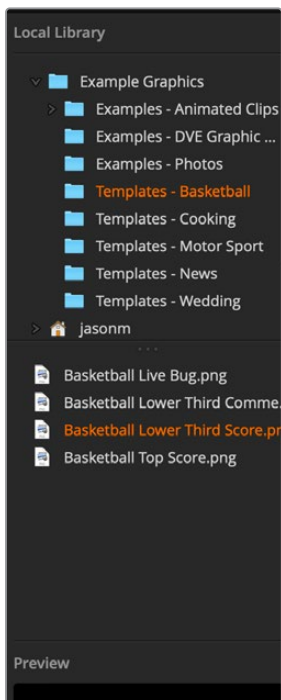 Local Library
Example Graphics
Examples - Animated Clips
Examples - DVE Graphic ...
Examples - Photos
Templates - Basketball
Templates - Cooking
Templates - Motor Sport
Templates - News
Templates - Wedding
jasonm
Basketball Live Bug.png
Basketball Lower Third Comme.
Basketball Lower Third Score.pr
Basketball Top Score.png
Preview